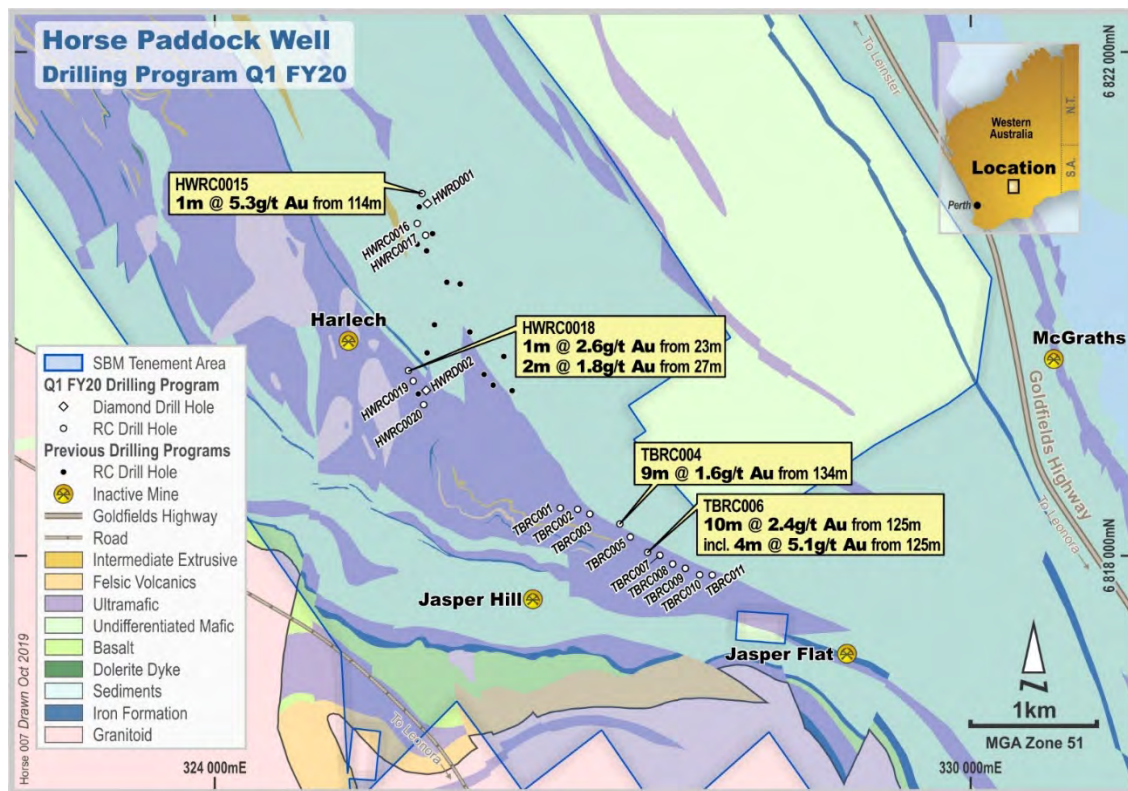 Horse Paddock Well
Drilling Program Q1 FY20
To Leinster
6 822 000mN
Western
Australia
N.T.
S.A.
Location
Perth
HWRC0015
1m @ 5.3g/t Au from 114m
HWRD001
HWRC0016
HWRC0017
Harlech
HWRC0018
1m @ 2.6g/t Au from 23m
2m @ 1.8g/t Au from 27m
McGraths
HWRC0019
HWRD002
HWRC0020
Goldfields Highway
To Leonora
TBRC004
9m @ 1.6g/t Au from 134m
TBRC006
10m @ 2.4g/t Au from 125m
incl. 4m @ 5.1g/t Au from 125m
TBRC001
TBRC002
TBRC003
TBRC005
TBRC007
TBRC008
TBRC009
TBRC010
TBRC011
6 818 000mN
Jasper Hill
Jasper Flat
SBM Tenement Area
Q1 FY20 Drilling Program
Diamond Drill Hole
RC Drill Hole
Previous Drilling Programs
RC Drill Hole
Inactive Mine
Goldfields Highway
Road
Intermediate Extrusive
Felsic Volcanics
Ultramafic
Undifferentiated Mafic
Basalt
Dolerite Dyke
Sediments
Iron Formation
Granitoid
Horse 007 Drawn Oct 2019
To Leonora
N
1km
MGA Zone 51
324 000mE
330 000mE